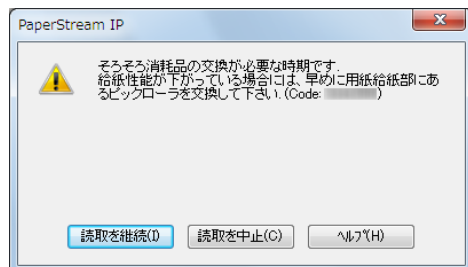 PaperStream IP
そろそろ消耗品の交換が必要な時期です.
給紙性能が下がっている場合には、早めに用紙給紙部にあ
るピックローラを交換して下さい.(Code: )
読取を継続(I)
読取を中止(C)
ヘルプ(H)